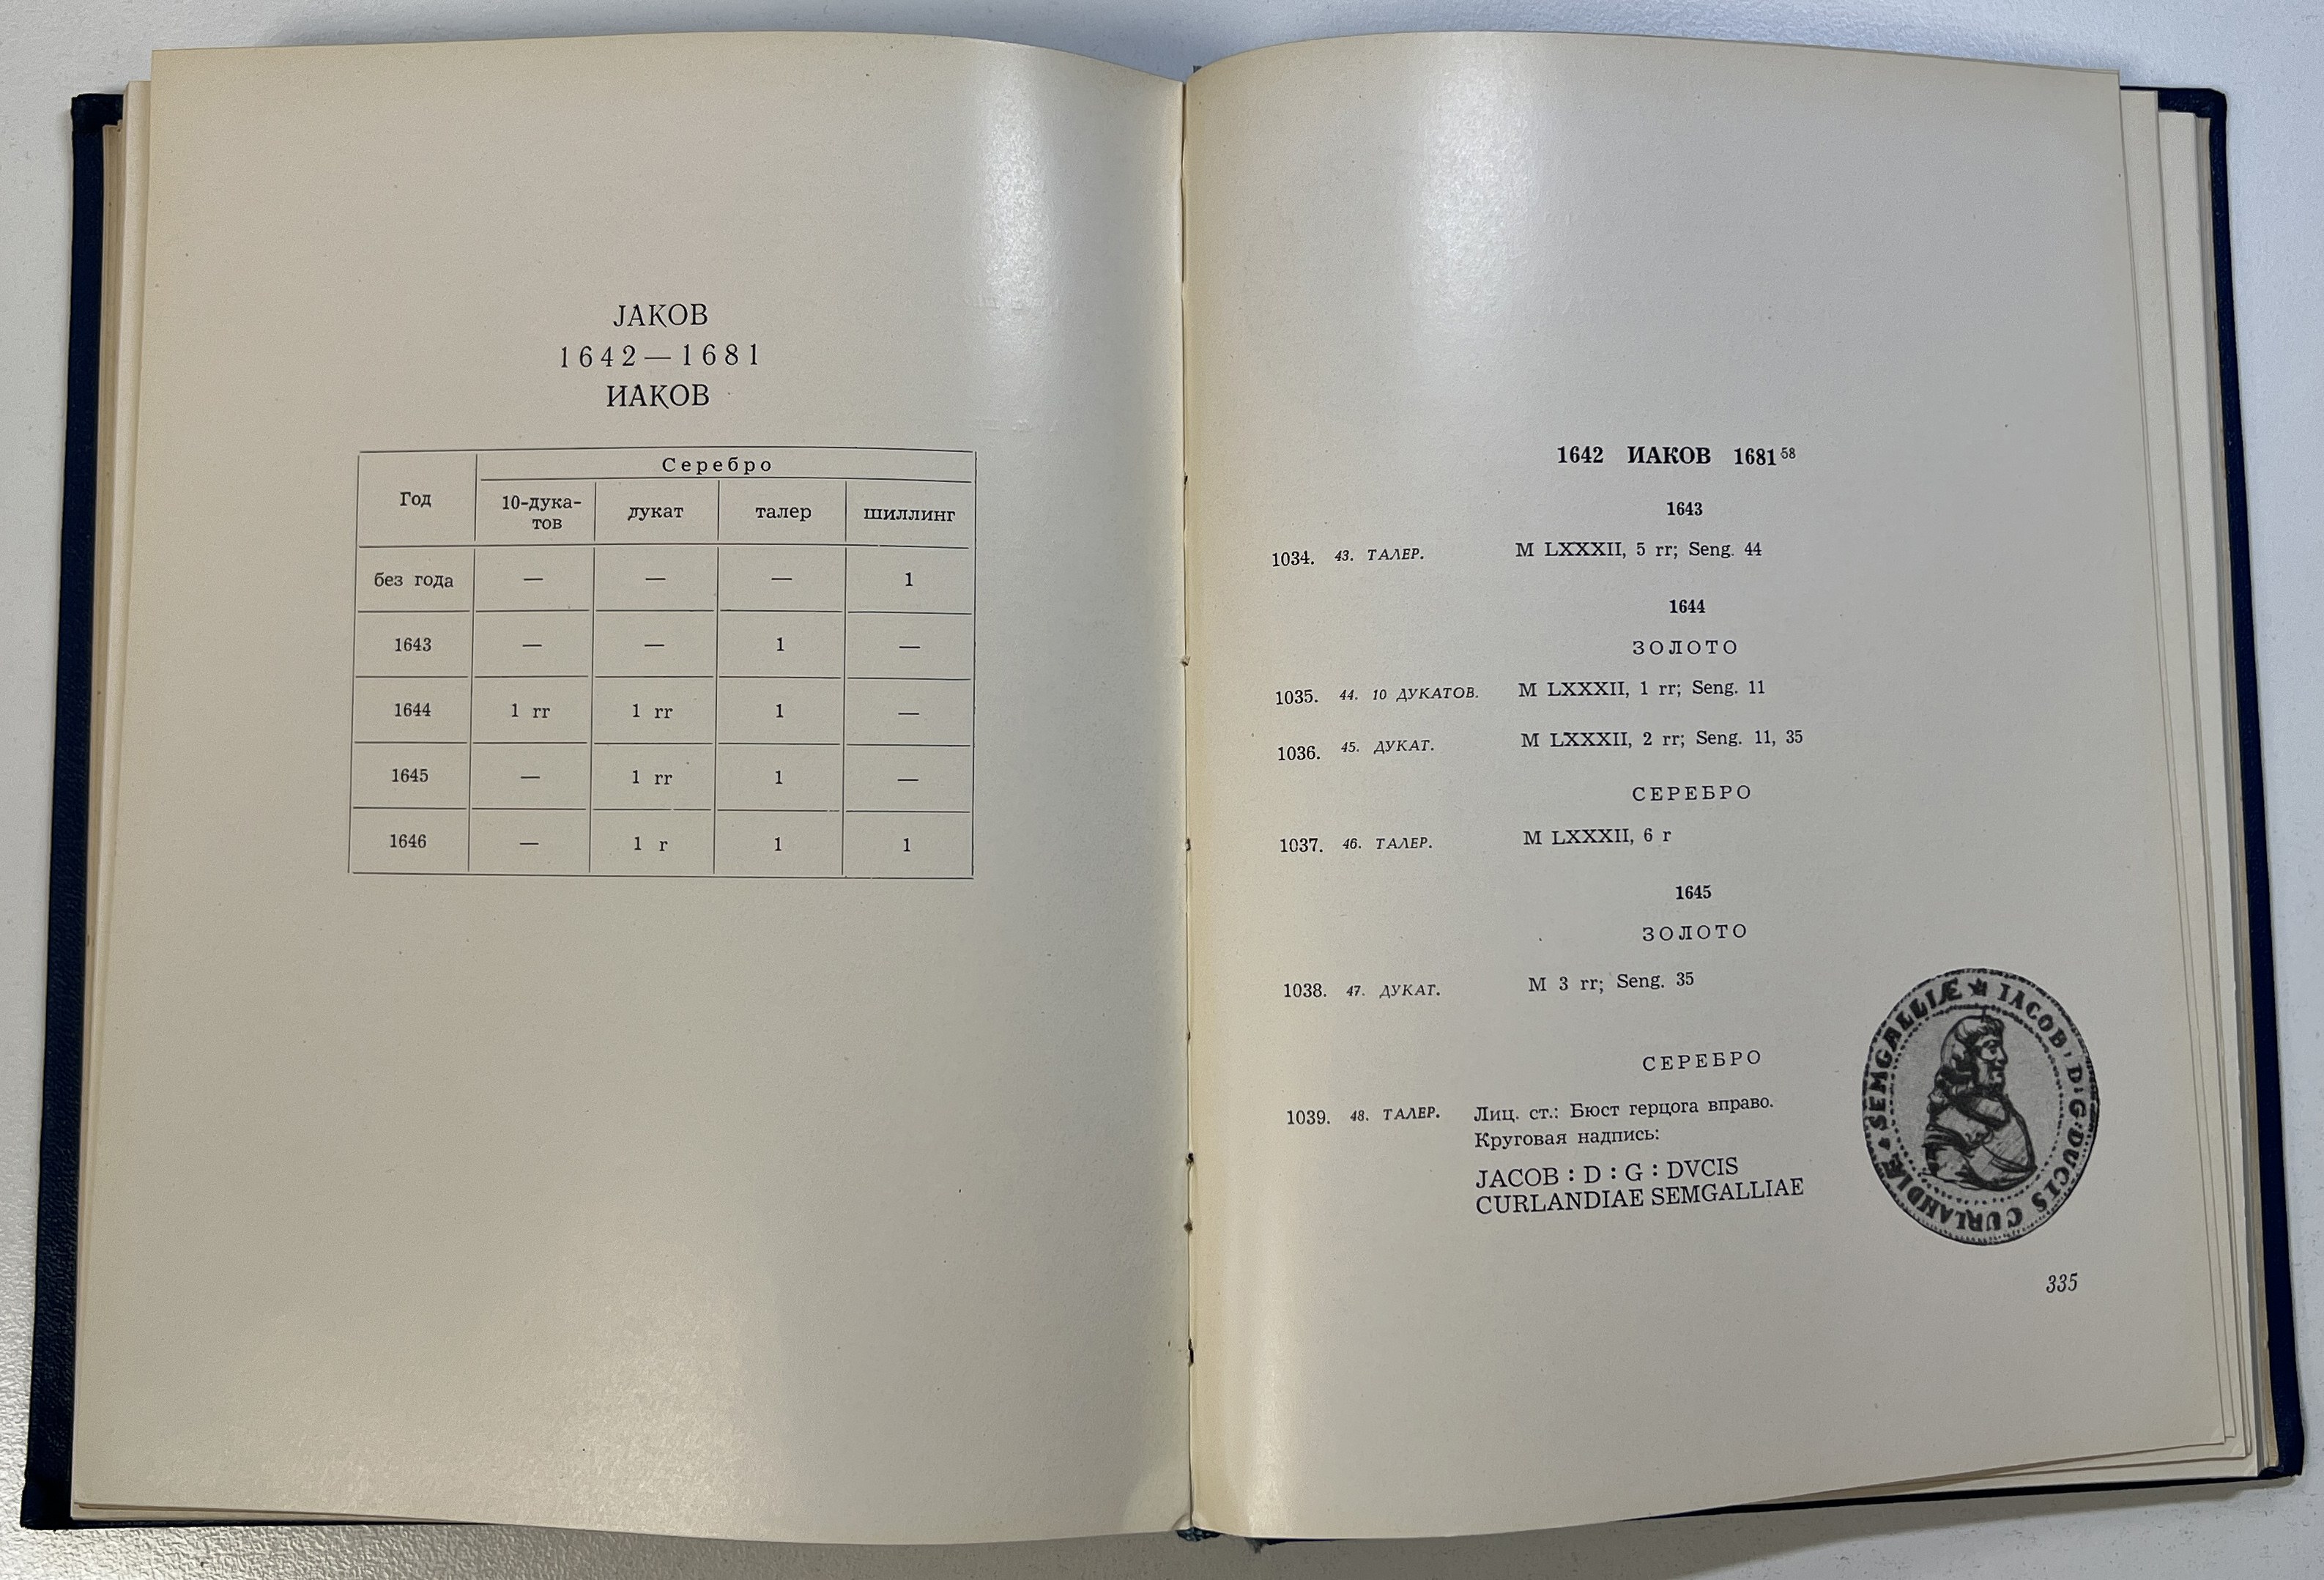 JАКОВ
1642—1681
ИАКОВ
Год Серебро
10-дука-
тов дукат талер шиллинг
без года — — — 1
1643 — — 1 —
1644 1 rr 1 rr 1 —
1645 — 1 rr 1 —
1646 — 1 r 1 1
1642 ИАКОВ 1681 58
1643
1034. 43. ТАЛЕР. M LXXXII, 5 rr; Seng. 44
1644
ЗОЛОТО
1035. 44. 10 ДУКАТОВ. M LXXXII, 1 rr; Seng. 11
1036. 45. ДУКАТ. M LXXXII, 2 rr; Seng. 11, 35
СЕРЕБРО
1037. 46. ТАЛЕР. M LXXXII, 6 r
1645
ЗОЛОТО
1038. 47. ДУКАТ. M 3 rr; Seng. 35
СЕРЕБРО
1039. 48. ТАЛЕР. Лиц. ст.: Бюст герцога вправо.
Круговая надпись:
JACOB : D : G : DVCIS
CURLANDIAE SEMGALLIAE
IACOB: D:G:DUCIS CURLANDIÆ SEMGALLIÆ
335